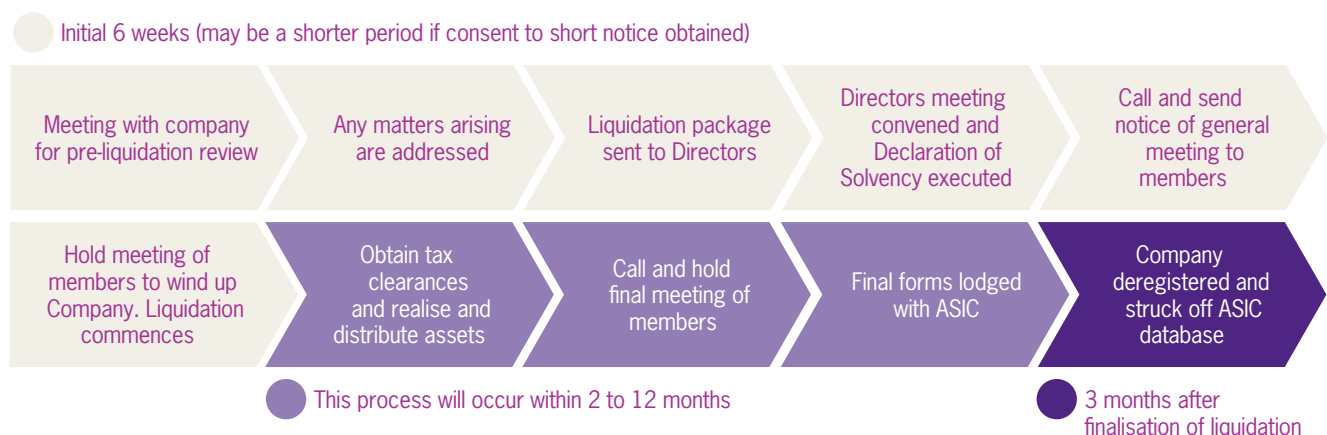 Initial 6 weeks (may be a shorter period if consent to short notice obtained)
Meeting with company
for pre-liquidation review
Any matters arising
are addressed
Liquidation package
sent to Directors
Directors meeting
convened and
Declaration of
Solvency executed
Call and send
notice of general
meeting to
members
Hold meeting of
members to wind up
Company. Liquidation
commences
Obtain tax
clearances
and realise and
distribute assets
Call and hold
final meeting of
members
Final forms lodged
with ASIC
Company
deregistered and
struck off ASIC
database
This process will occur within 2 to 12 months
3 months after
finalisation of liquidation